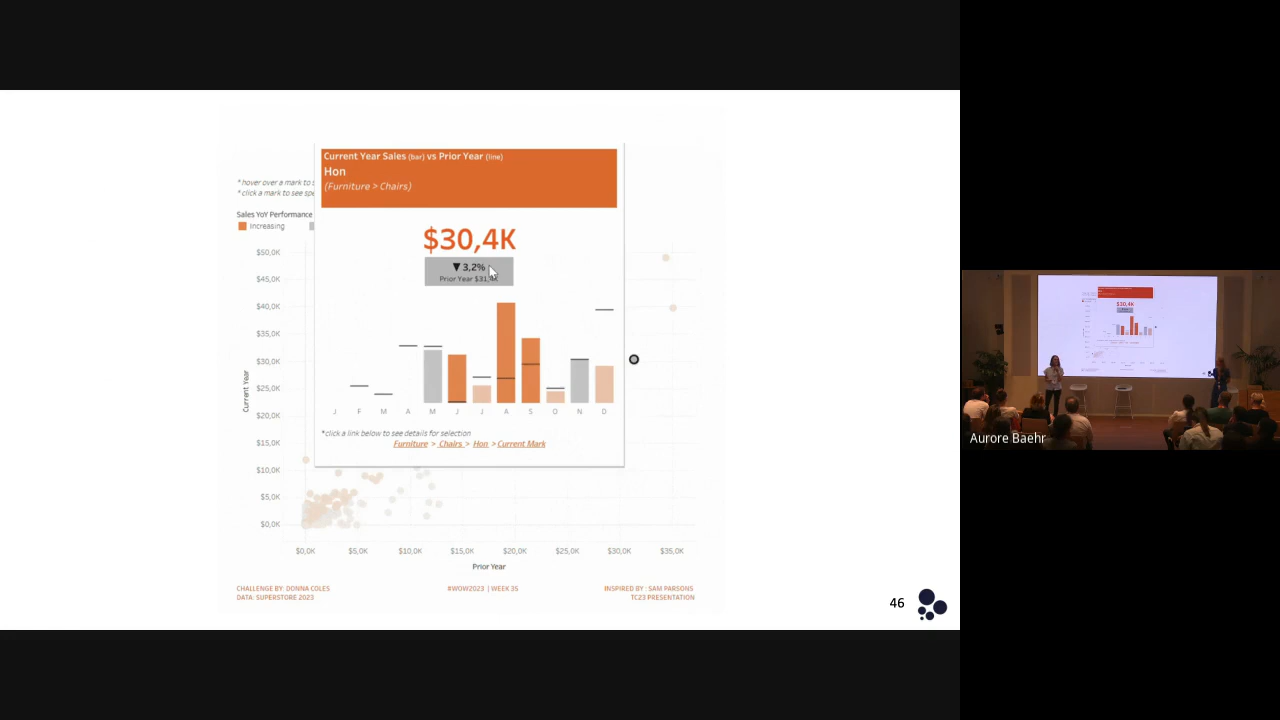 Current Year Sales (bar) vs Prior Year (line)
Hon
(Furniture > Chairs)
*hover over a mark to
*click a mark to see
Sales YoY Performance
Increasing
$30,4K
▼ 3,2%
Prior Year $31,4K
$50,0K
$45,0K
$40,0K
$35,0K
$30,0K
$25,0K
$20,0K
$15,0K
$10,0K
$5,0K
$0,0K
Current Year
J F M A M J J A S O N D
*click a link below to see details for selection
Furniture > Chairs > Hon > Current Mark
$0,0K $5,0K $10,0K $15,0K $20,0K $25,0K $30,0K $35,0K
Prior Year
CHALLENGE BY: DONNA COLES
DATA: SUPERSTORE 2023
#WOW2023 | WEEK 35
INSPIRED BY : SAM PARSONS
TC23 PRESENTATION
46
Aurore Baehr